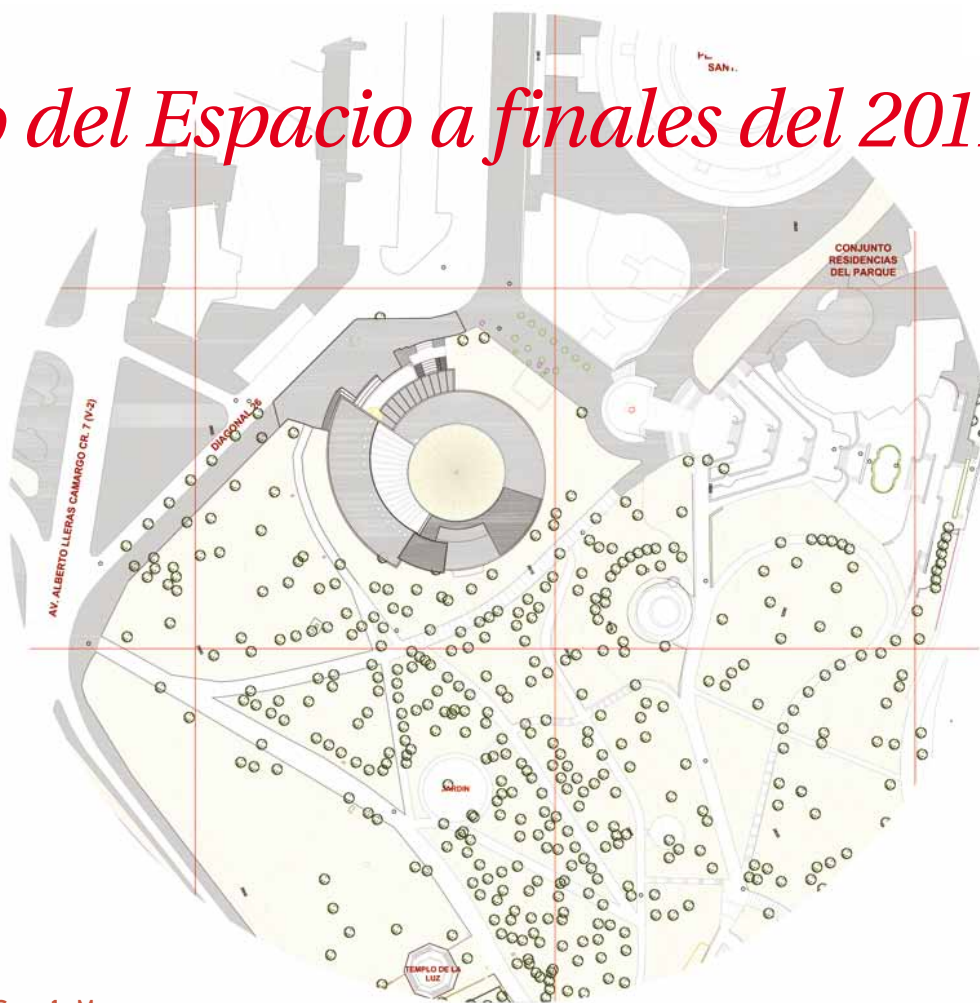 del Espacio a finales del 201
SANT.
CONJUNTO
RESIDENCIAS
DEL PARQUE
DIAGONAL 26
AV. ALBERTO LLERAS CAMARGO CR. 7 (V-2)
JARDIN
TEMPLO DE LA
LUZ